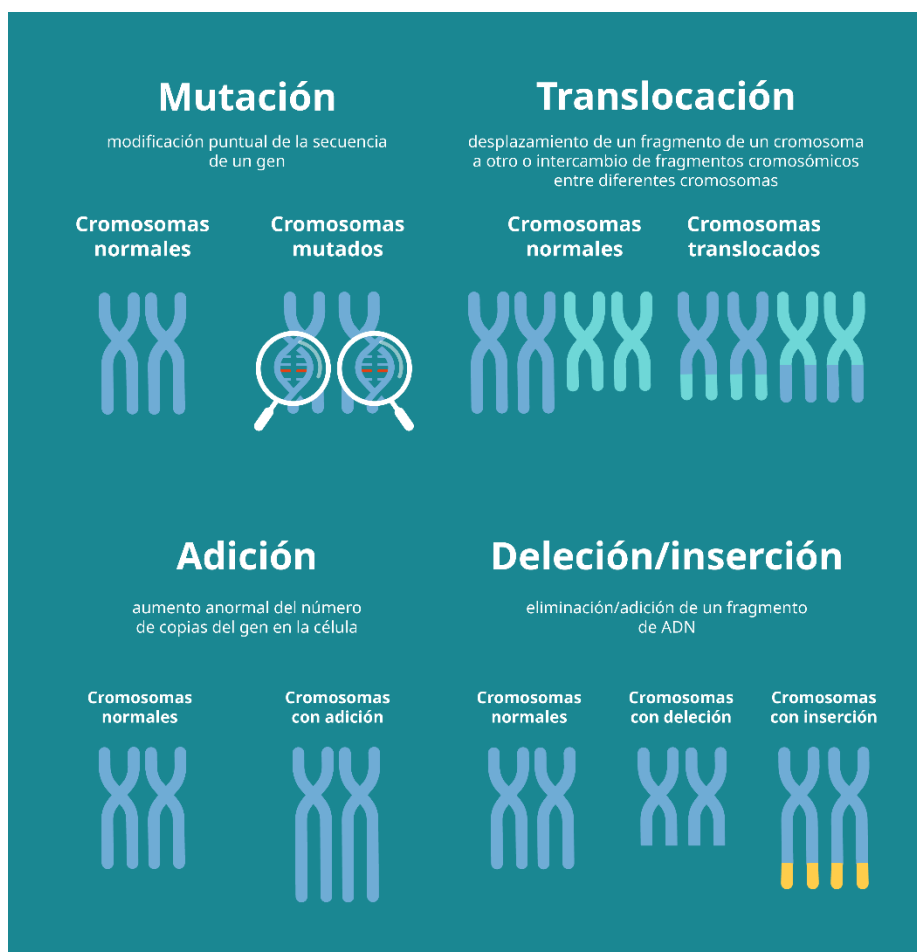 Mutación
modificación puntual de la secuencia
de un gen
Cromosomas
normales
Cromosomas
mutados
Translocación
desplazamiento de un fragmento de un cromosoma
a otro o intercambio de fragmentos cromosómicos
entre diferentes cromosomas
Cromosomas
normales
Cromosomas
translocados
Adición
aumento anormal del número
de copias del gen en la célula
Cromosomas
normales
Cromosomas
con adición
Deleción/inserción
eliminación/adición de un fragmento
de ADN
Cromosomas
normales
Cromosomas
con deleción
Cromosomas
con inserción